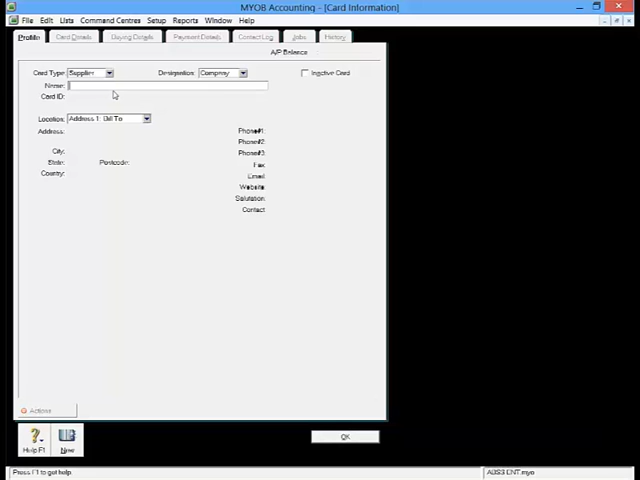 MYOB Accounting - [Card Information]
File Edit Lists Command Centres Setup Reports Window Help
Profile Card Details Buying Details Payment Details Contact Log Jobs History
A/P Balance
Card Type: Supplier Designation: Company Inactive Card
Name:
Card ID:
Location: Address 1: Bill To
Address: Phone#1:
Phone#2:
City: Phone#3:
State: Postcode: Fax
Country: Email
Website
Salutation
Contact
Actions
Help F1 New OK
Press F1 to get help.